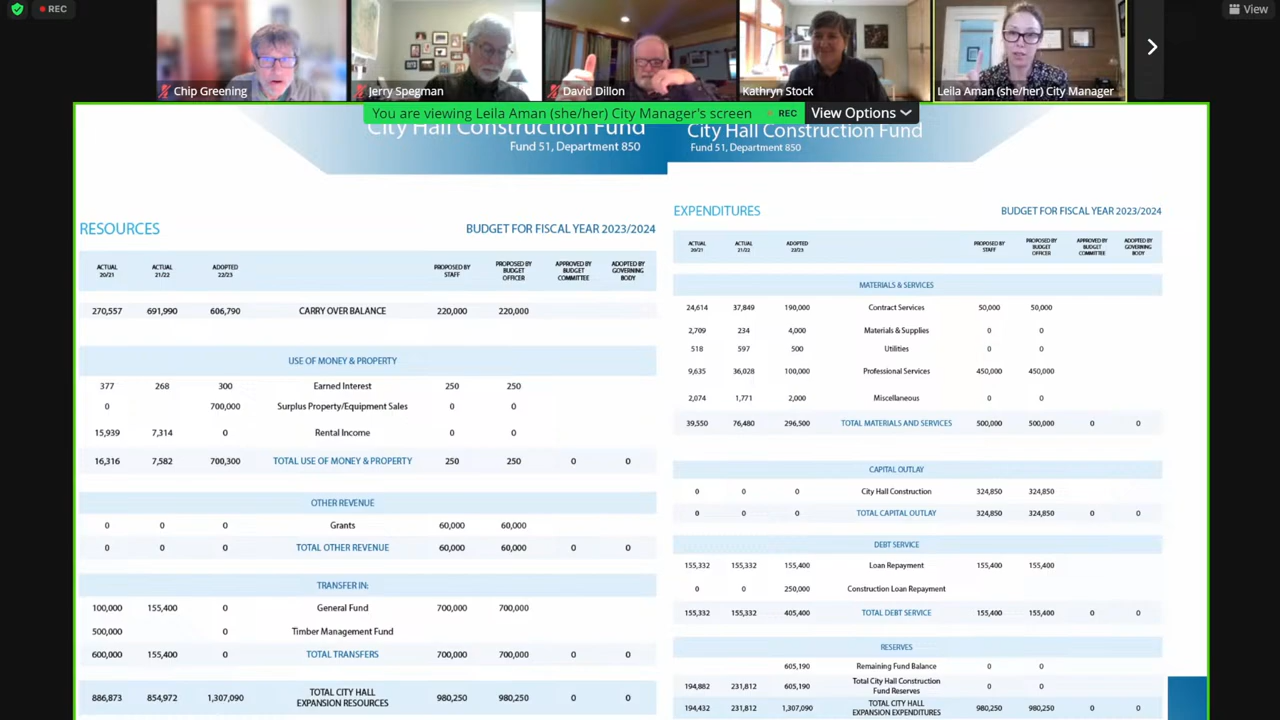 REC
View
Chip Greening
Jerry Spegman
David Dillon
Kathryn Stock
Leila Aman (she/her) City Manager
You are viewing Leila Aman (she/her) City Manager's screen
REC
View Options
City Hall Construction Fund
Fund 51, Department 850
RESOURCES
BUDGET FOR FISCAL YEAR 2023/2024
ACTUAL 20/21 ACTUAL 21/22 ADOPTED 22/23 PROPOSED BY STAFF PROPOSED BY BUDGET OFFICER APPROVED BY BUDGET COMMITTEE ADOPTED BY GOVERNING BODY
270,557 691,990 606,790 CARRY OVER BALANCE 220,000 220,000
USE OF MONEY & PROPERTY
377 268 300 Earned Interest 250 250
0 700,000 Surplus Property/Equipment Sales 0 0
15,939 7,314 0 Rental Income 0 0
16,316 7,582 700,300 TOTAL USE OF MONEY & PROPERTY 250 250 0 0
OTHER REVENUE
0 0 0 Grants 60,000 60,000
0 0 0 TOTAL OTHER REVENUE 60,000 60,000 0 0
TRANSFER IN:
100,000 155,400 0 General Fund 700,000 700,000
500,000 0 Timber Management Fund
600,000 155,400 0 TOTAL TRANSFERS 700,000 700,000 0 0
886,873 854,972 1,307,090 TOTAL CITY HALL EXPANSION RESOURCES 980,250 980,250 0 0
City Hall Construction Fund
Fund 51, Department 850
EXPENDITURES
BUDGET FOR FISCAL YEAR 2023/2024
ACTUAL 20/21 ACTUAL 21/22 ADOPTED 22/23 PROPOSED BY STAFF PROPOSED BY BUDGET OFFICER APPROVED BY BUDGET COMMITTEE ADOPTED BY GOVERNING BODY
MATERIALS & SERVICES
24,614 37,849 190,000 Contract Services 50,000 50,000
2,709 234 4,000 Materials & Supplies 0 0
518 597 500 Utilities 0 0
9,635 36,028 100,000 Professional Services 450,000 450,000
2,074 1,771 2,000 Miscellaneous 0 0
39,550 76,480 296,500 TOTAL MATERIALS AND SERVICES 500,000 500,000 0 0
CAPITAL OUTLAY
0 0 0 City Hall Construction 324,850 324,850
0 0 0 TOTAL CAPITAL OUTLAY 324,850 324,850 0 0
DEBT SERVICE
155,332 155,332 155,400 Loan Repayment 155,400 155,400
0 0 250,000 Construction Loan Repayment
155,332 155,332 405,400 TOTAL DEBT SERVICE 155,400 155,400 0 0
RESERVES
605,190 Remaining Fund Balance 0 0
194,882 231,812 605,190 Total City Hall Construction Fund Reserves 0 0
194,432 231,812 1,307,090 TOTAL CITY HALL EXPANSION EXPENDITURES 980,250 980,250 0 0